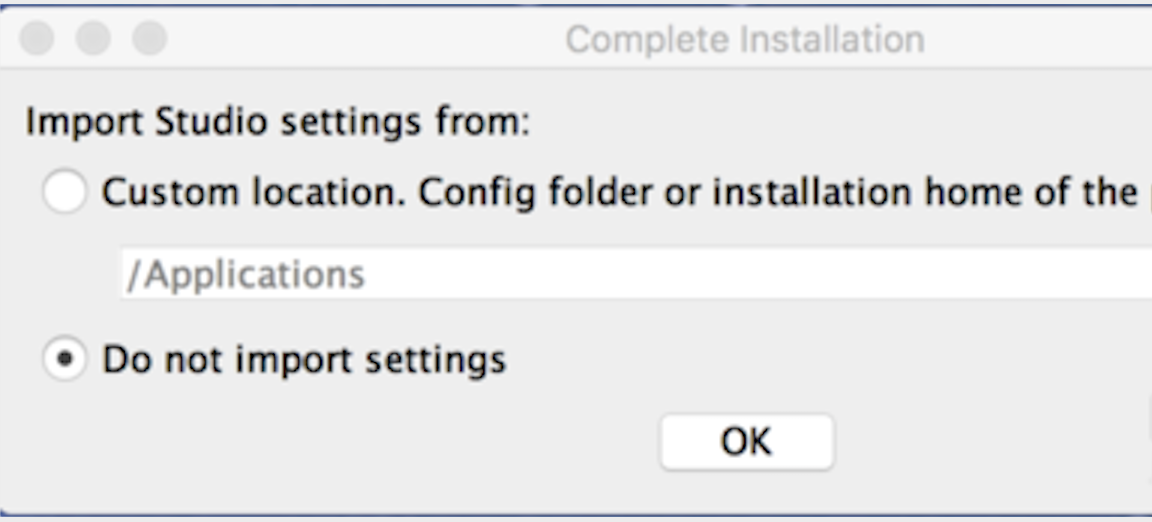 Complete Installation
Import Studio settings from:
Custom location. Config folder or installation home of the
/Applications
Do not import settings
OK